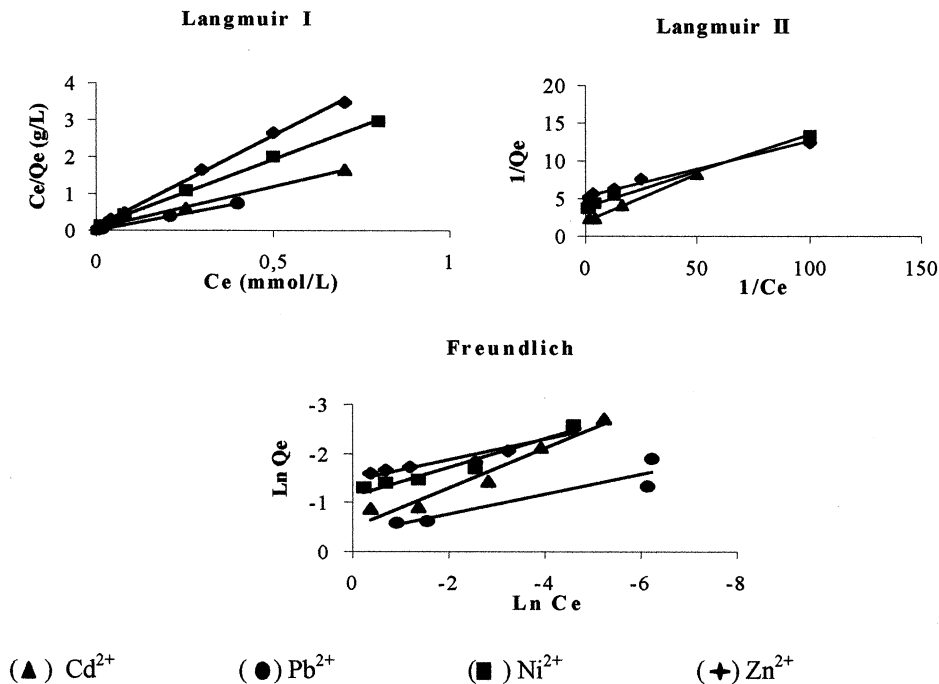 Langmuir I
Langmuir II
Ce/Qe (g/L)
4
3
2
1
0
0
0,5
1
Ce (mmol/L)
1/Qe
20
15
10
5
0
0
50
100
150
1/Ce
Freundlich
Ln Qe
-3
-2
-1
0
0
-2
-4
-6
-8
Ln Ce
(▲) Cd²⁺ (●) Pb²⁺ (■) Ni²⁺ (✦) Zn²⁺